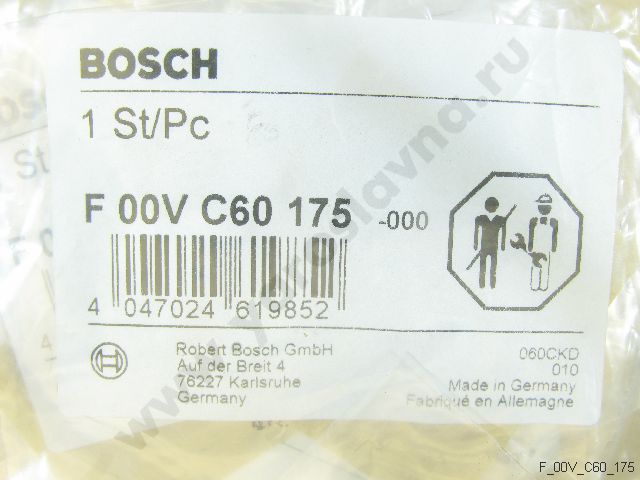 BOSCH
1 St/Pc
F 00V C60 175 -000
4 047024 619852
Robert Bosch GmbH
Auf der Breit 4
76227 Karlsruhe
Germany
060CKD
010
Made in Germany
Fabriqué en Allemagne
F_00V_C60_175